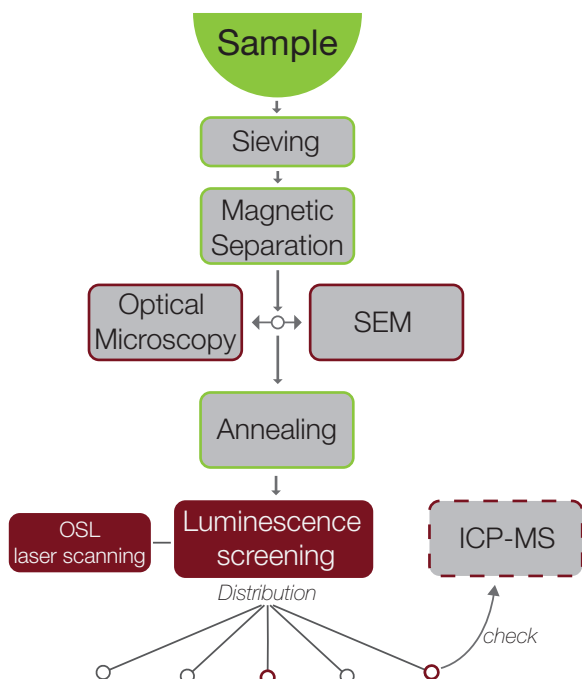 Sample
Sieving
Magnetic
Separation
Optical
Microscopy
SEM
Annealing
OSL
laser scanning
Luminescence
screening
ICP-MS
Distribution
check